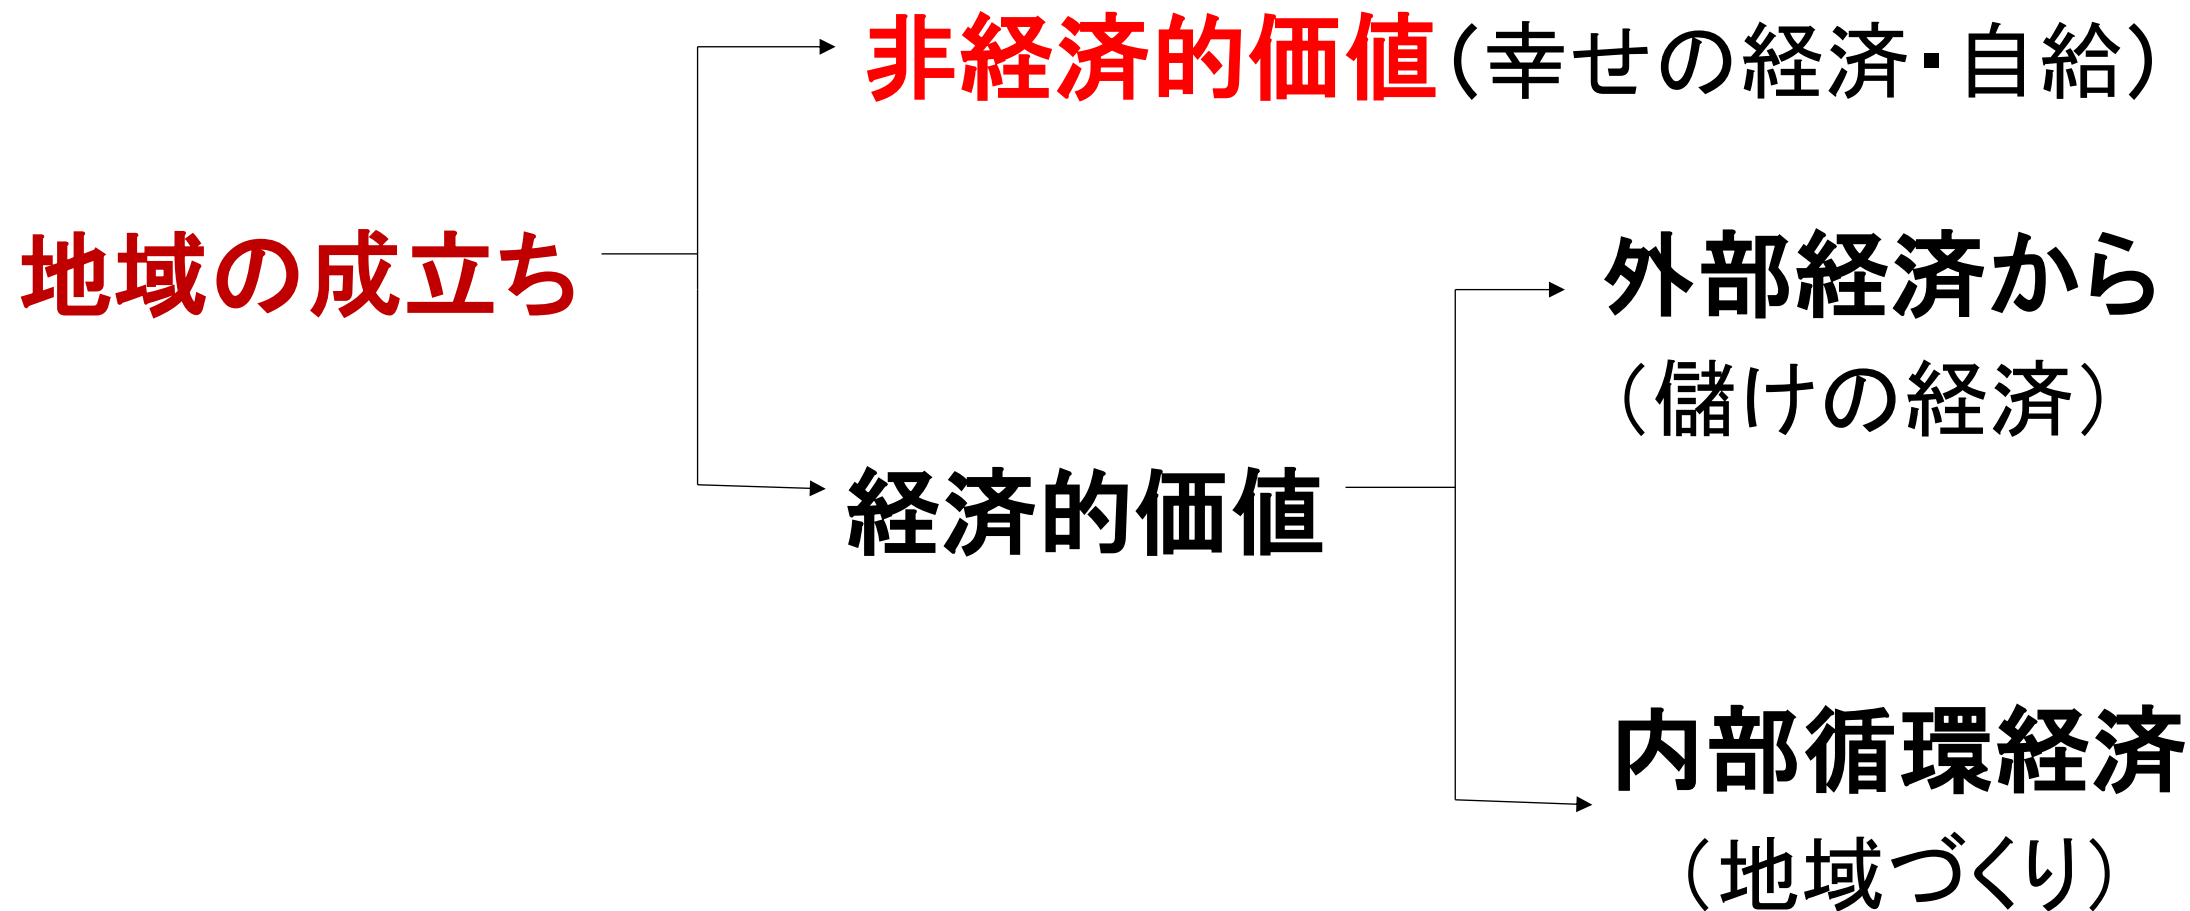 非経済的価値(幸せの経済・自給)
地域の成立ち
外部経済から
(儲けの経済)
経済的価値
内部循環経済
(地域づくり)